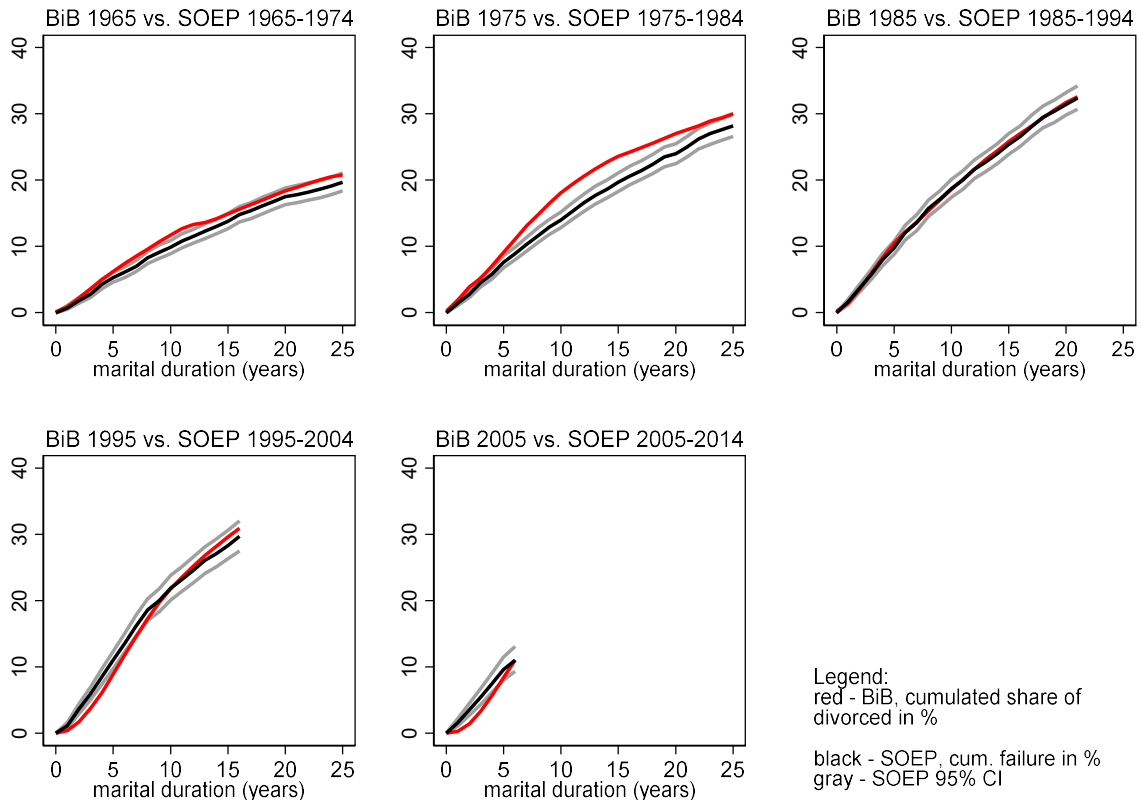 BiB 1965 vs. SOEP 1965-1974
40
30
20
10
0
0 5 10 15 20 25
marital duration (years)
BiB 1975 vs. SOEP 1975-1984
40
30
20
10
0
0 5 10 15 20 25
marital duration (years)
BiB 1985 vs. SOEP 1985-1994
40
30
20
10
0
0 5 10 15 20 25
marital duration (years)
BiB 1995 vs. SOEP 1995-2004
40
30
20
10
0
0 5 10 15 20 25
marital duration (years)
BiB 2005 vs. SOEP 2005-2014
40
30
20
10
0
0 5 10 15 20 25
marital duration (years)
Legend:
red - BiB, cumulated share of
divorced in %
black - SOEP, cum. failure in %
gray - SOEP 95% CI